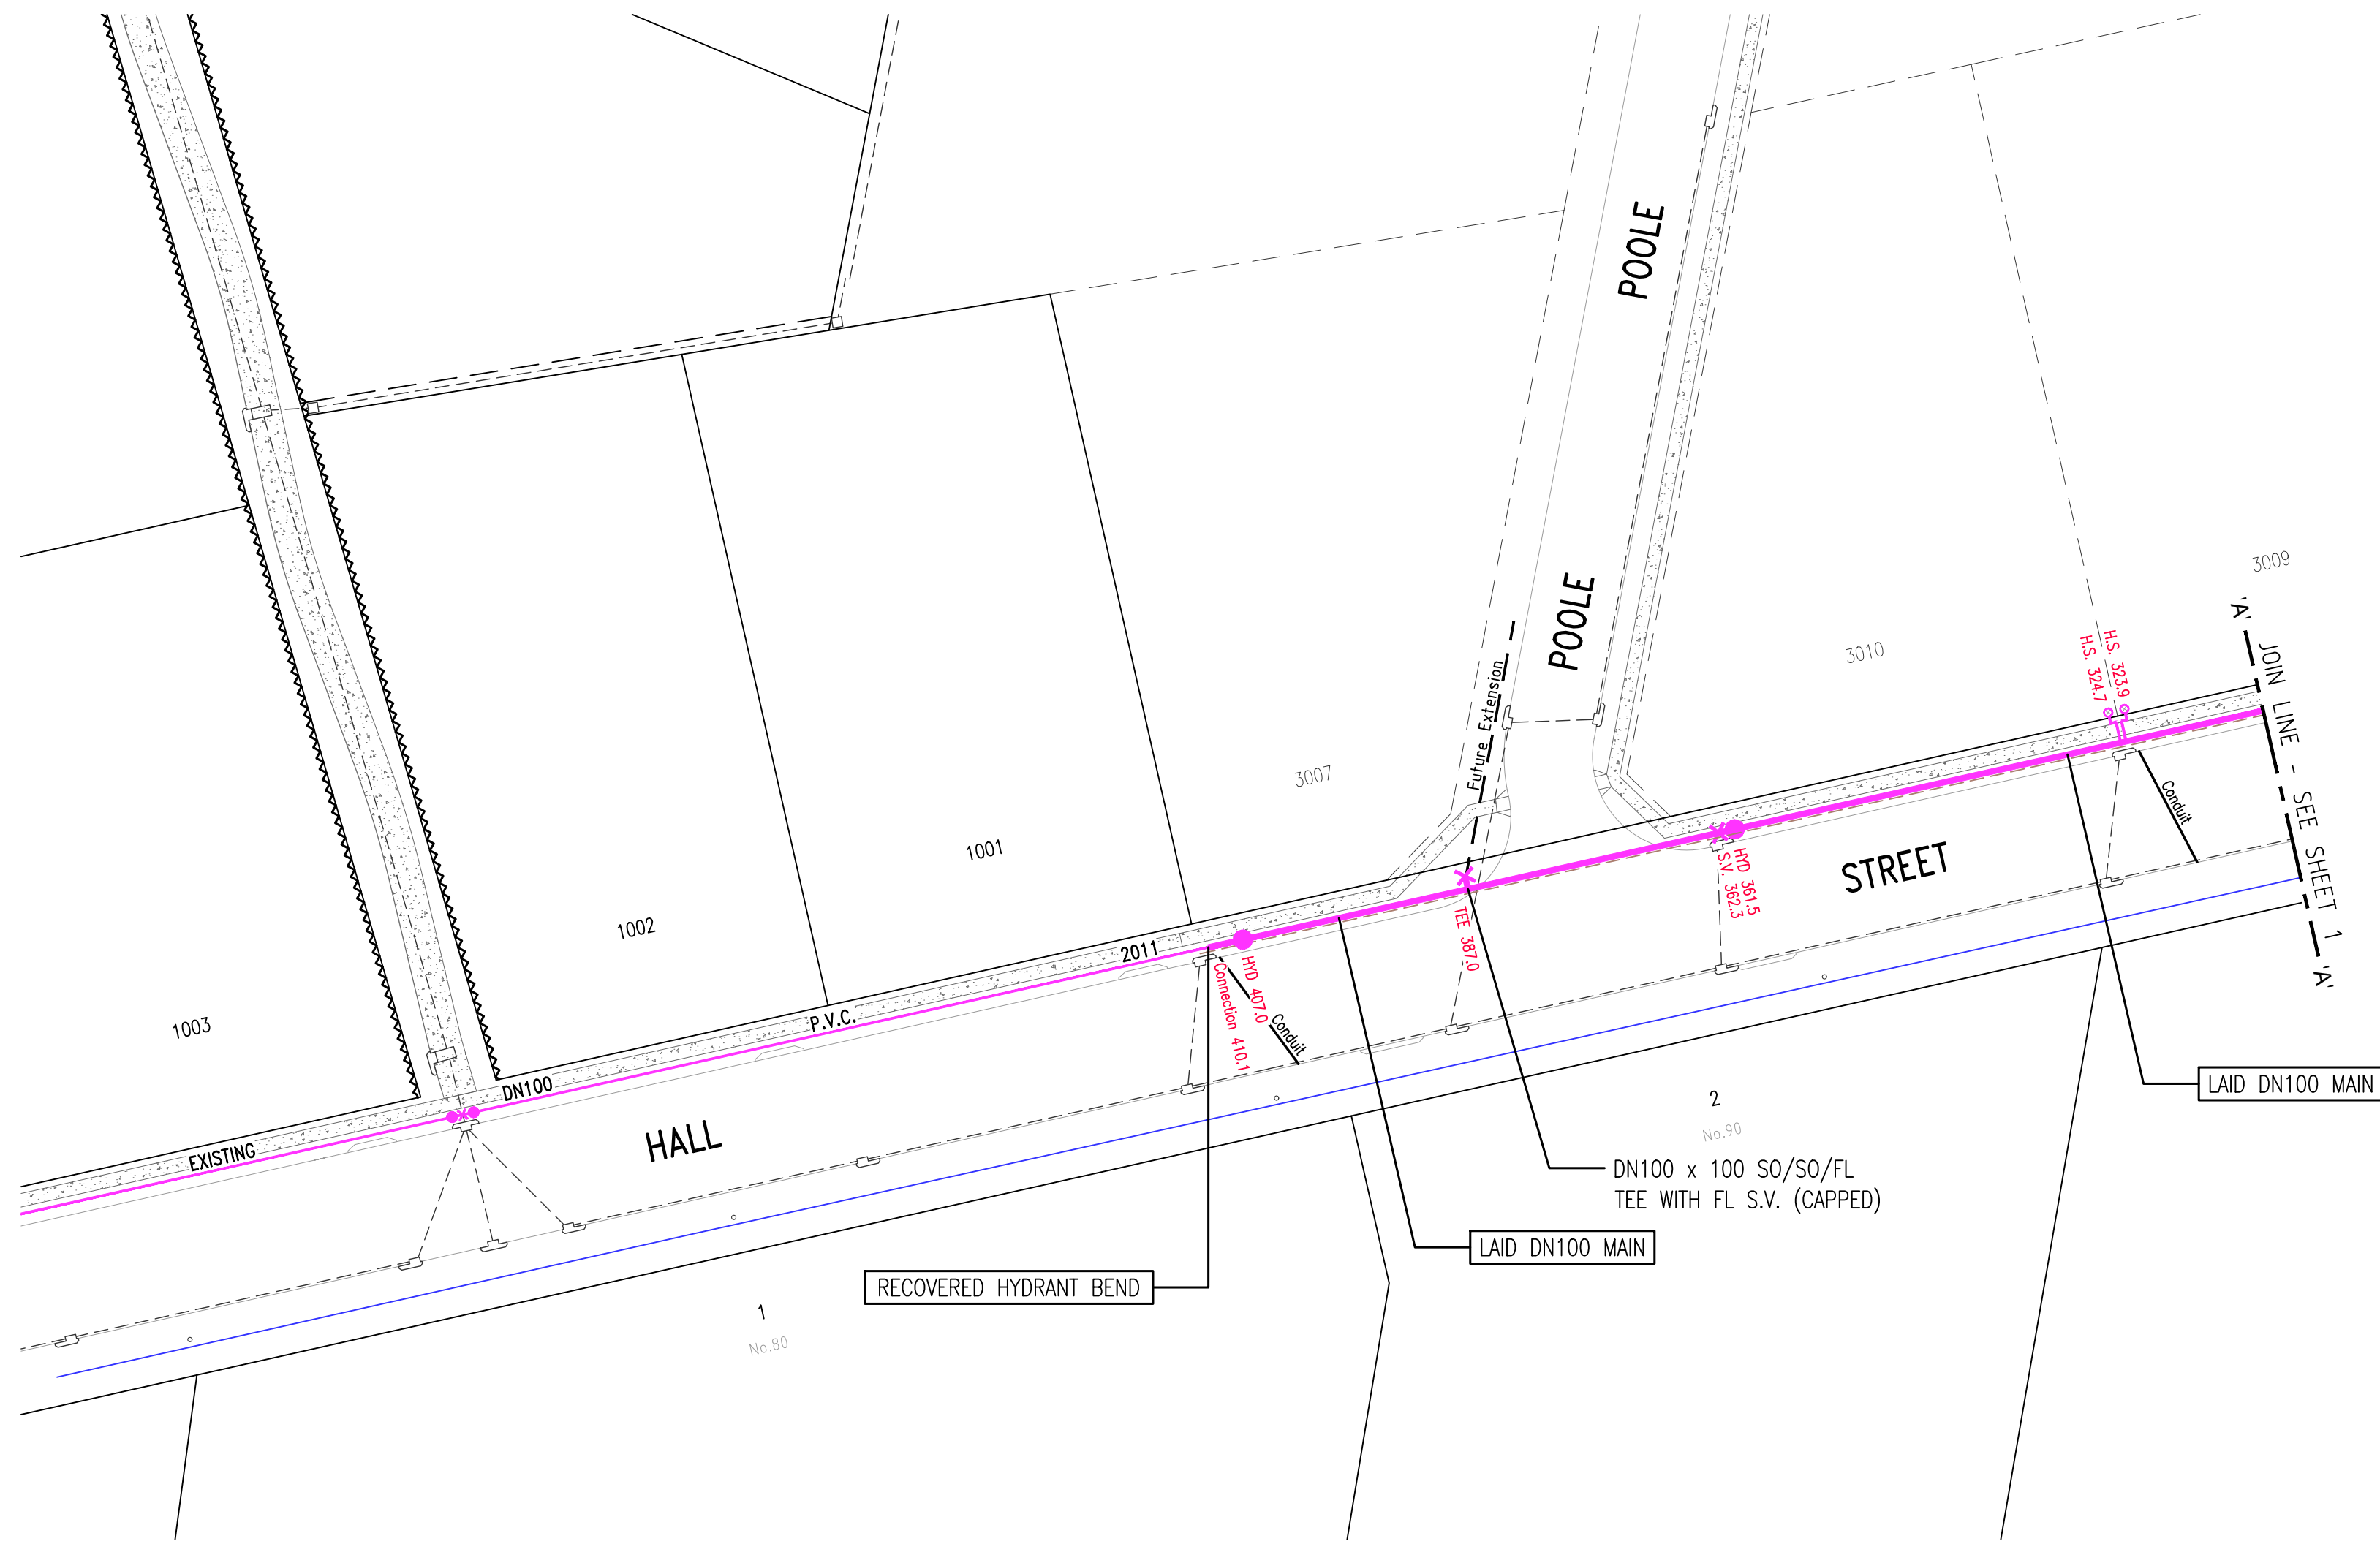 POOLE
POOLE
3009
'A'
JOIN LINE - SEE SHEET 1
'A'
H.S. 323.9
H.S. 324.7
3010
Future Extension
3007
Conduit
STREET
HYD 361.5
S.V. 362.3
1001
1002
2011
TEE 387.0
HYD 407.0
Connection 410.1
Conduit
P.V.C.
1003
DN100
EXISTING
HALL
LAID DN100 MAIN
2
No.90
DN100 x 100 SO/SO/FL
TEE WITH FL S.V. (CAPPED)
LAID DN100 MAIN
RECOVERED HYDRANT BEND
1
No.80